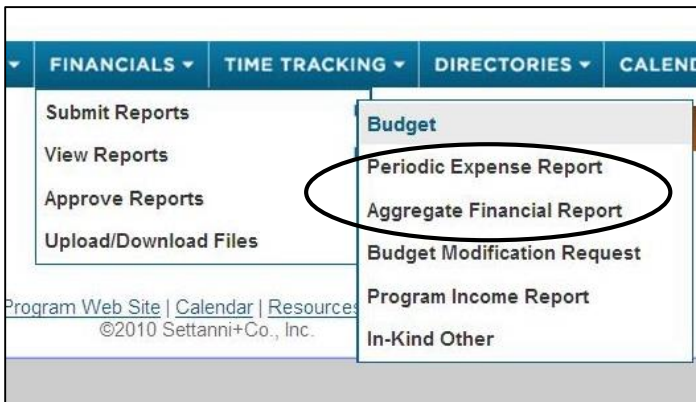 FINANCIALS TIME TRACKING DIRECTORIES CALEND
Submit Reports
View Reports
Approve Reports
Upload/Download Files
Budget
Periodic Expense Report
Aggregate Financial Report
Budget Modification Request
Program Income Report
In-Kind Other
Program Web Site | Calendar | Resources
©2010 Settanni+Co., Inc.